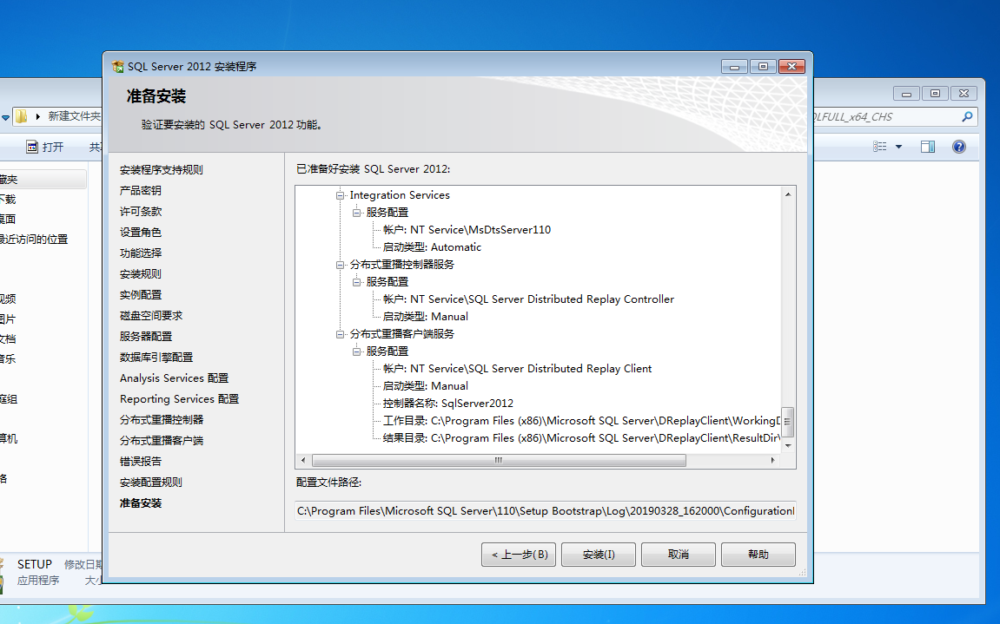 SQL Server 2012 安装程序
准备安装
验证要安装的 SQL Server 2012 功能。
新建文件夹
LFULL_x64_CHS
打开
安装程序支持规则
产品密钥
许可条款
设置角色
功能选择
安装规则
实例配置
磁盘空间要求
服务器配置
数据库引擎配置
Analysis Services 配置
Reporting Services 配置
分布式重播控制器
分布式重播客户端
错误报告
安装配置规则
准备安装
已准备好安装 SQL Server 2012:
Integration Services
服务配置
帐户: NT Service\MsDtsServer110
启动类型: Automatic
分布式重播控制器服务
服务配置
帐户: NT Service\SQL Server Distributed Replay Controller
启动类型: Manual
分布式重播客户端服务
服务配置
帐户: NT Service\SQL Server Distributed Replay Client
启动类型: Manual
控制器名称: SqlServer2012
工作目录: C:\Program Files (x86)\Microsoft SQL Server\DReplayClient\Working
结果目录: C:\Program Files (x86)\Microsoft SQL Server\DReplayClient\ResultDir\
配置文件路径:
C:\Program Files\Microsoft SQL Server\110\Setup Bootstrap\Log\20190328_162000\Configuration
< 上一步(B)
安装(I)
取消
帮助
藏夹
下载
桌面
最近访问的位置
视频
图片
文档
音乐
庭组
算机
络
SETUP 修改日期
应用程序